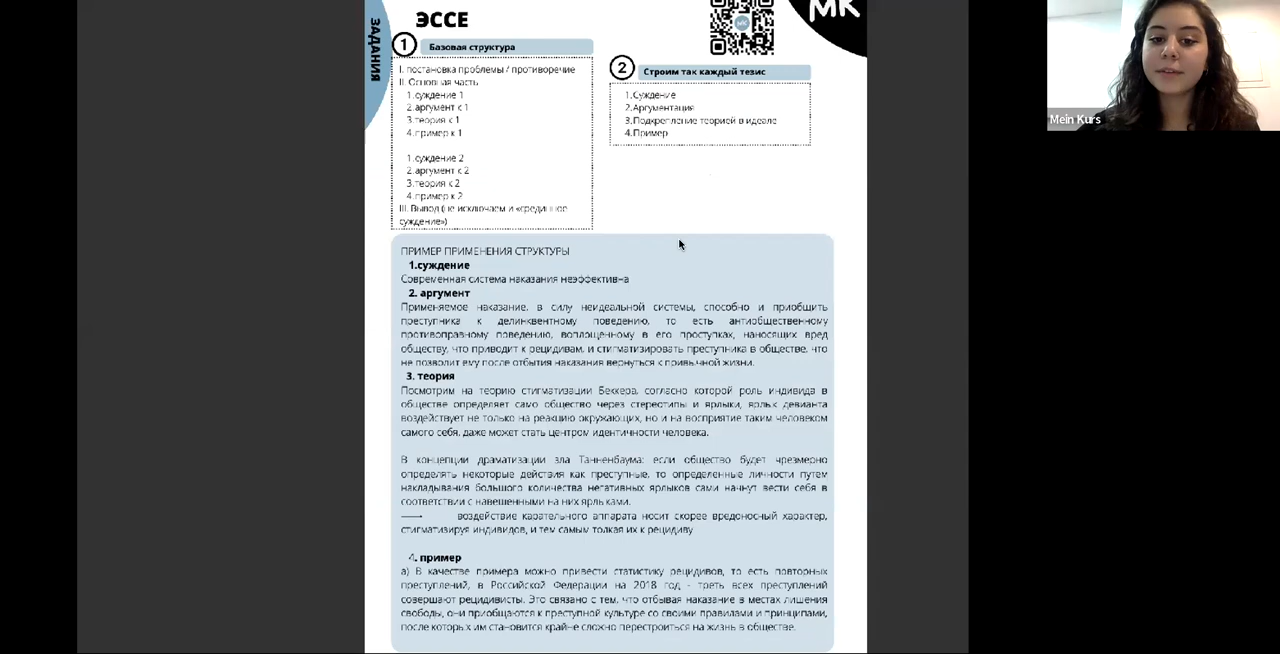 ЗАДАНИЯ
ЭССЕ
МК
МК
1
Базовая структура
I. постановка проблемы / противоречие
II. Основная часть
1.суждение 1
2.аргумент к 1
3.теория к 1
4.пример к 1
1.суждение 2
2.аргумент к 2
3.теория к 2
4.пример к 2
III. Вывод (не исключаем и «срединное
суждение»)
2
Строим так каждый тезис
1.Суждение
2.Аргументация
3.Подкрепление теорией в идеале
4.Пример
ПРИМЕР ПРИМЕНЕНИЯ СТРУКТУРЫ
1.суждение
Современная система наказания неэффективна
2. аргумент
Применяемое наказание, в силу неидеальной системы, способно и приобщить
преступника к делинквентному поведению, то есть антиобщественному
противоправному поведению, воплощенному в его проступках, наносящих вред
обществу, что приводит к рецидивам, и стигматизировать преступника в обществе, что
не позволит ему после отбытия наказания вернуться к привычной жизни.
3. теория
Посмотрим на теорию стигматизации Беккера, согласно которой роль индивида в
обществе определяет само общество через стереотипы и ярлыки, ярлык девианта
воздействует не только на реакцию окружающих, но и на восприятие таким человеком
самого себя, даже может стать центром идентичности человека.
В концепции драматизации зла Танненбаума: если общество будет чрезмерно
определять некоторые действия как преступные, то определенные личности путем
накладывания большого количества негативных ярлыков сами начнут вести себя в
соответствии с навешенными на них ярлыками.
воздействие карательного аппарата носит скорее вредоносный характер,
стигматизируя индивидов, и тем самым толкая их к рецидиву
4. пример
а) В качестве примера можно привести статистику рецидивов, то есть повторных
преступлений, в Российской Федерации на 2018 год - треть всех преступлений
совершают рецидивисты. Это связано с тем, что отбывая наказание в местах лишения
свободы, они приобщаются к преступной культуре со своими правилами и принципами,
после которых им становится крайне сложно перестроиться на жизнь в обществе.
Mein Kurs